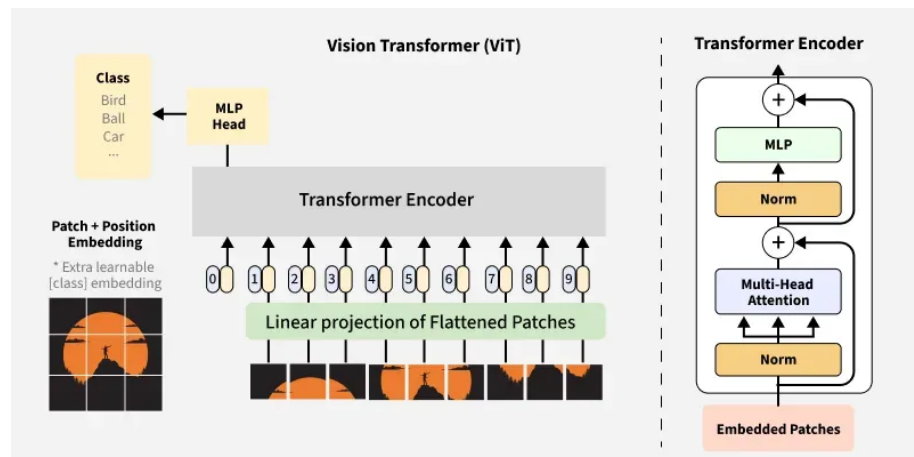 Vision Transformer (ViT)
Class
Bird
Ball
Car
...
MLP
Head
Transformer Encoder
Patch + Position
Embedding
* Extra learnable
[class] embedding
0 1 2 3 4 5 6 7 8 9
Linear projection of Flattened Patches
Transformer Encoder
+
MLP
Norm
+
Multi-Head
Attention
Norm
Embedded Patches